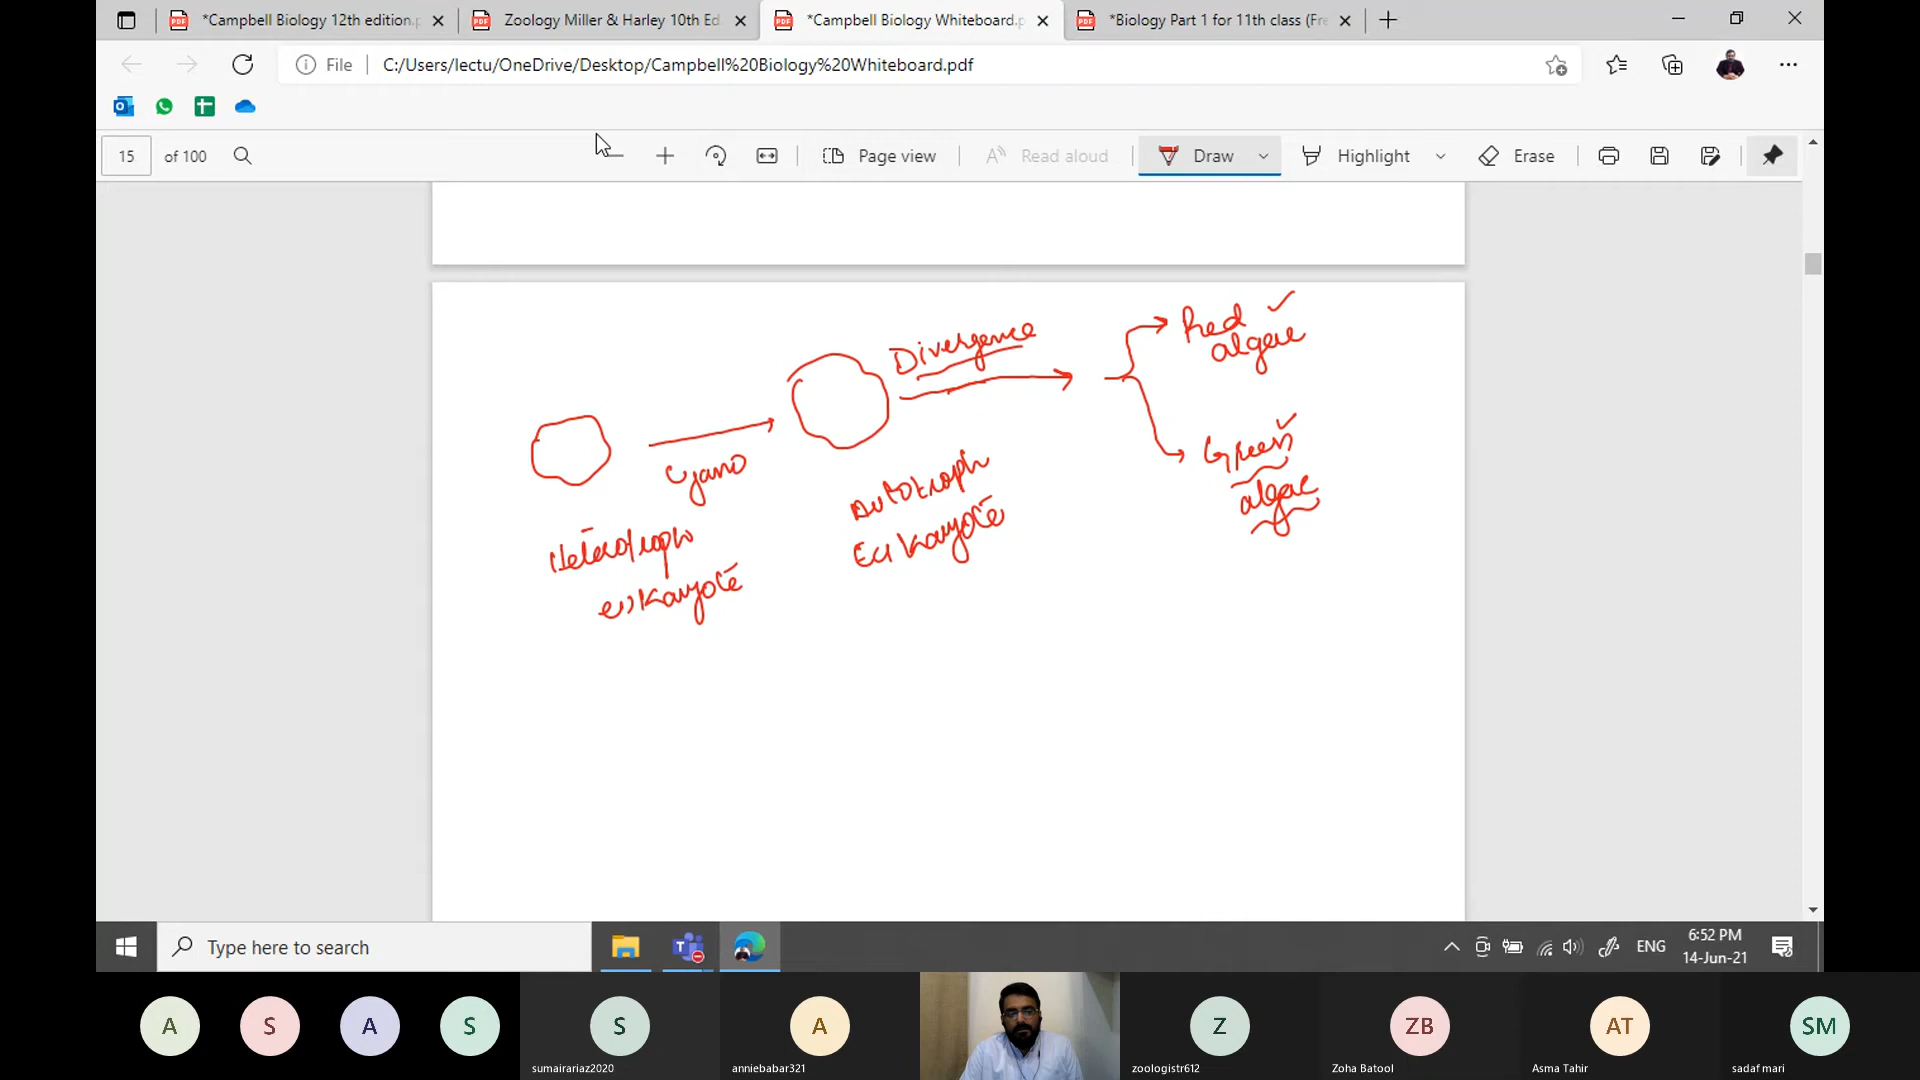 *Campbell Biology 12th edition.p
Zoology Miller & Harley 10th Ed
*Campbell Biology Whiteboard.p
*Biology Part 1 for 11th class (Fre
File
C:/Users/lectu/OneDrive/Desktop/Campbell%20Biology%20Whiteboard.pdf
15 of 100
Page view
Read aloud
Draw
Highlight
Erase
Divergence
Red
algae
Cyano
Green
algae
Autotroph
Eukaryote
Heterotroph
eukaryote
Type here to search
ENG
6:52 PM
14-Jun-21
A
S
A
S
S
A
Z
ZB
AT
SM
sumairariaz2020
anniebabar321
zoologistr612
Zoha Batool
Asma Tahir
sadaf mari